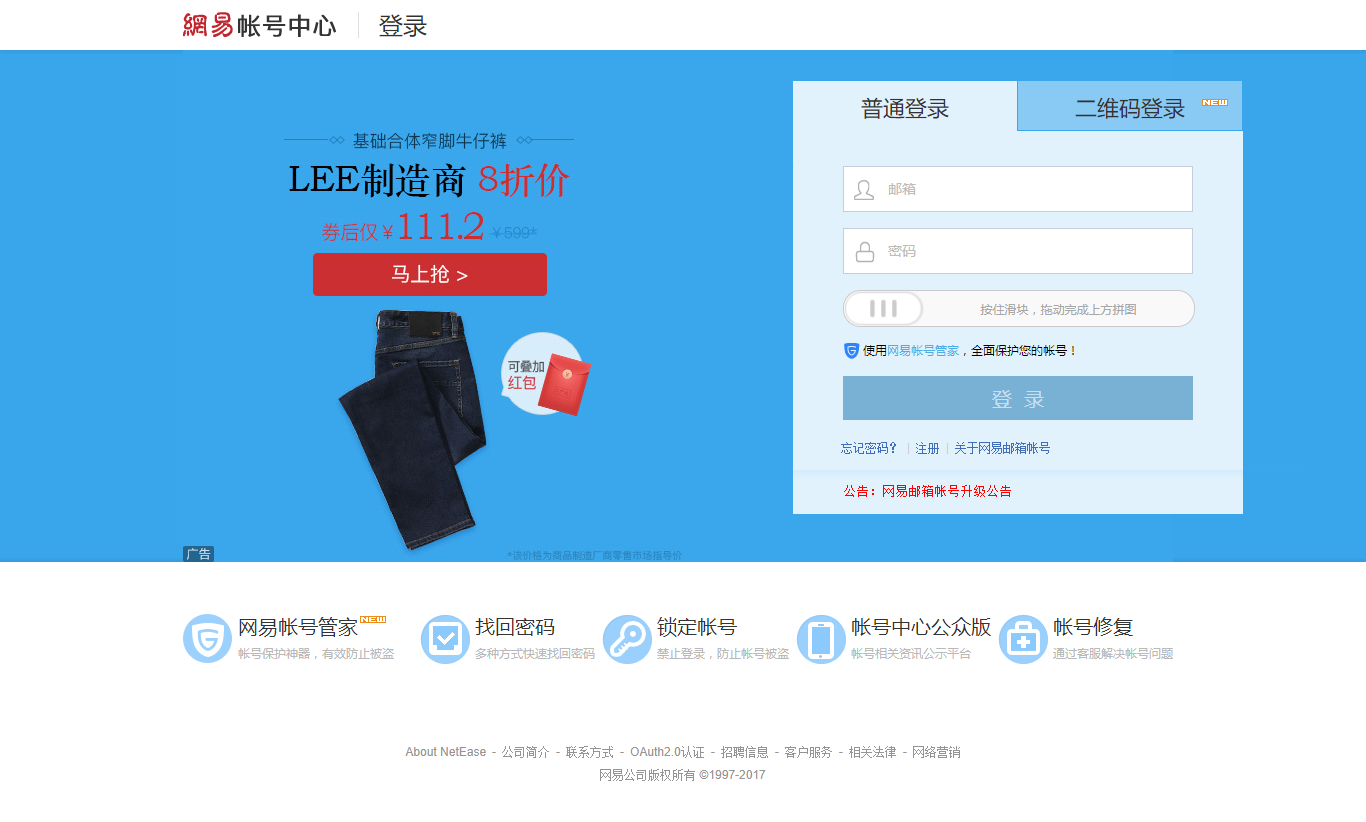 網易帐号中心 登录
基础合体窄脚牛仔裤
LEE制造商 8折价
券后仅¥111.2 ¥599*
马上抢 >
可叠加
红包
*该价格为商品制造厂商零售市场指导价
广告
普通登录 二维码登录 NEW
邮箱
密码
按住滑块，拖动完成上方拼图
使用网易帐号管家，全面保护您的帐号！
登 录
忘记密码？ | 注册 | 关于网易邮箱帐号
公告：网易邮箱帐号升级公告
网易帐号管家 NEW
帐号保护神器，有效防止被盗
找回密码
多种方式快速找回密码
锁定帐号
禁止登录，防止帐号被盗
帐号中心公众版
帐号相关资讯公示平台
帐号修复
通过客服解决帐号问题
About NetEase - 公司简介 - 联系方式 - OAuth2.0认证 - 招聘信息 - 客户服务 - 相关法律 - 网络营销
网易公司版权所有 ©1997-2017